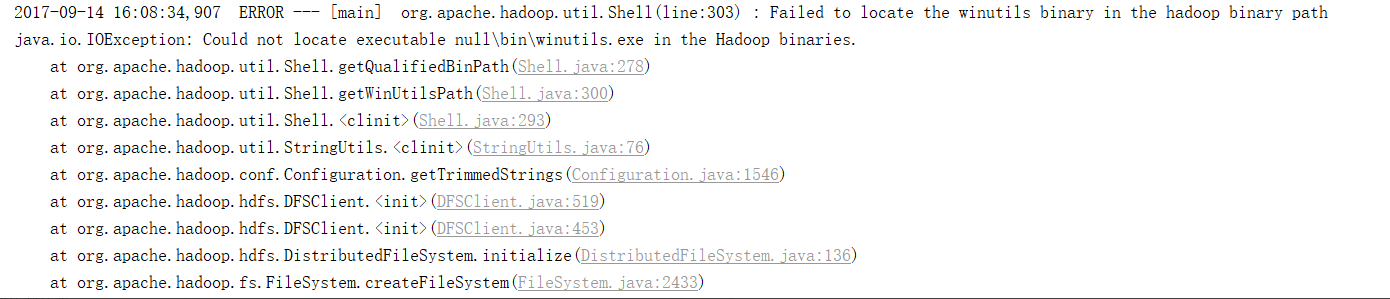 2017-09-14 16:08:34,907  ERROR --- [main]  org.apache.hadoop.util.Shell(line:303) : Failed to locate the winutils binary in the hadoop binary path
java.io.IOException: Could not locate executable null\bin\winutils.exe in the Hadoop binaries.
    at org.apache.hadoop.util.Shell.getQualifiedBinPath(Shell.java:278)
    at org.apache.hadoop.util.Shell.getWinUtilsPath(Shell.java:300)
    at org.apache.hadoop.util.Shell.<clinit>(Shell.java:293)
    at org.apache.hadoop.util.StringUtils.<clinit>(StringUtils.java:76)
    at org.apache.hadoop.conf.Configuration.getTrimmedStrings(Configuration.java:1546)
    at org.apache.hadoop.hdfs.DFSClient.<init>(DFSClient.java:519)
    at org.apache.hadoop.hdfs.DFSClient.<init>(DFSClient.java:453)
    at org.apache.hadoop.hdfs.DistributedFileSystem.initialize(DistributedFileSystem.java:136)
    at org.apache.hadoop.fs.FileSystem.createFileSystem(FileSystem.java:2433)